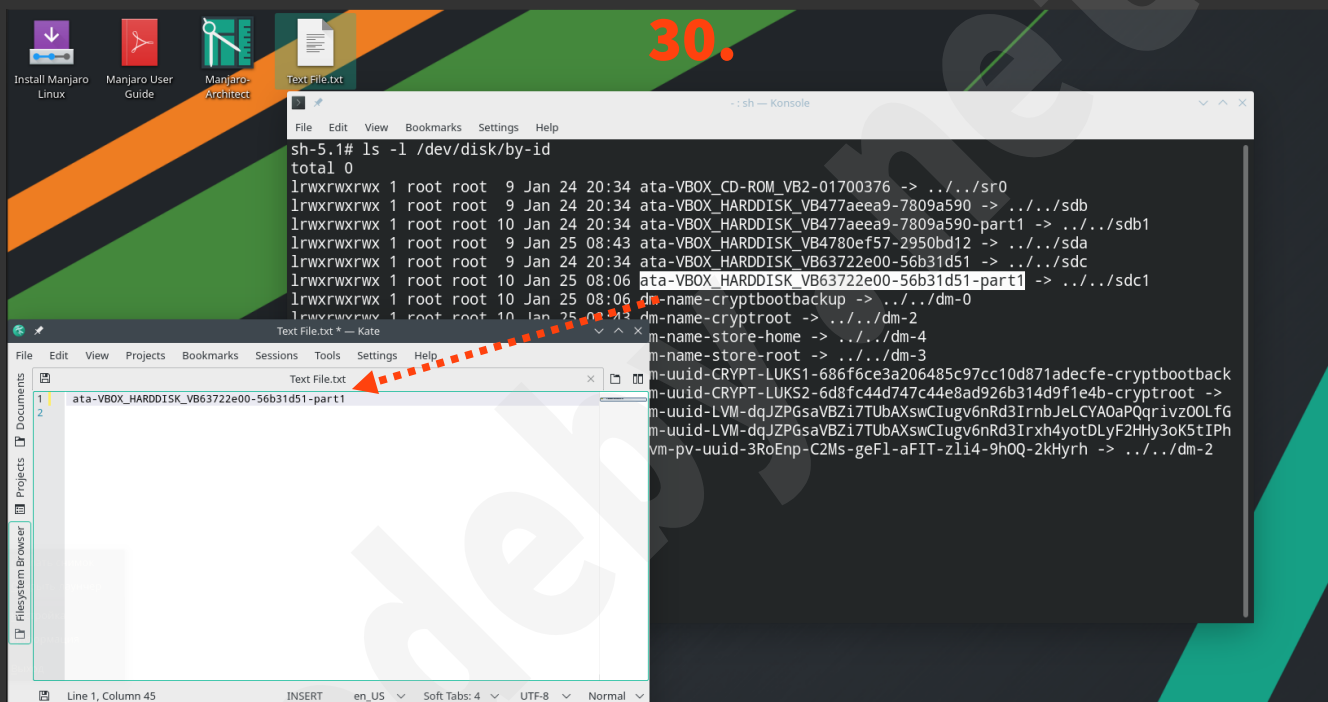 30.
Install Manjaro
Linux
Manjaro User
Guide
Manjaro-
Architect
Text File.txt
- : sh — Konsole
File Edit View Bookmarks Settings Help
sh-5.1# ls -l /dev/disk/by-id
total 0
lrwxrwxrwx 1 root root  9 Jan 24 20:34 ata-VBOX_CD-ROM_VB2-01700376 -> ../../sr0
lrwxrwxrwx 1 root root  9 Jan 24 20:34 ata-VBOX_HARDDISK_VB477aeea9-7809a590 -> ../../sdb
lrwxrwxrwx 1 root root 10 Jan 24 20:34 ata-VBOX_HARDDISK_VB477aeea9-7809a590-part1 -> ../../sdb1
lrwxrwxrwx 1 root root  9 Jan 25 08:43 ata-VBOX_HARDDISK_VB4780ef57-2950bd12 -> ../../sda
lrwxrwxrwx 1 root root  9 Jan 24 20:34 ata-VBOX_HARDDISK_VB63722e00-56b31d51 -> ../../sdc
lrwxrwxrwx 1 root root 10 Jan 25 08:06 ata-VBOX_HARDDISK_VB63722e00-56b31d51-part1 -> ../../sdc1
lrwxrwxrwx 1 root root 10 Jan 25 08:06 dm-name-cryptbootbackup -> ../../dm-0
lrwxrwxrwx 1 root root 10 Jan 25 08:43 dm-name-cryptroot -> ../../dm-2
m-name-store-home -> ../../dm-4
m-name-store-root -> ../../dm-3
m-uuid-CRYPT-LUKS1-686f6ce3a206485c97cc10d871adecfe-cryptbootback
m-uuid-CRYPT-LUKS2-6d8fc44d747c44e8ad926b314d9f1e4b-cryptroot ->
m-uuid-LVM-dqJZPGsaVBZi7TUbAXswCIugv6nRd3IrnbJeLCYAOaPQqrivzOOLfG
m-uuid-LVM-dqJZPGsaVBZi7TUbAXswCIugv6nRd3Irxh4yotDLyF2HHy3oK5tIPh
vm-pv-uuid-3RoEnp-C2Ms-geFl-aFIT-zli4-9hOQ-2kHyrh -> ../../dm-2
Text File.txt * — Kate
File Edit View Projects Bookmarks Sessions Tools Settings Help
Text File.txt
Documents
Projects
Filesystem Browser
1 ata-VBOX_HARDDISK_VB63722e00-56b31d51-part1
2
Line 1, Column 45 INSERT en_US Soft Tabs: 4 UTF-8 Normal